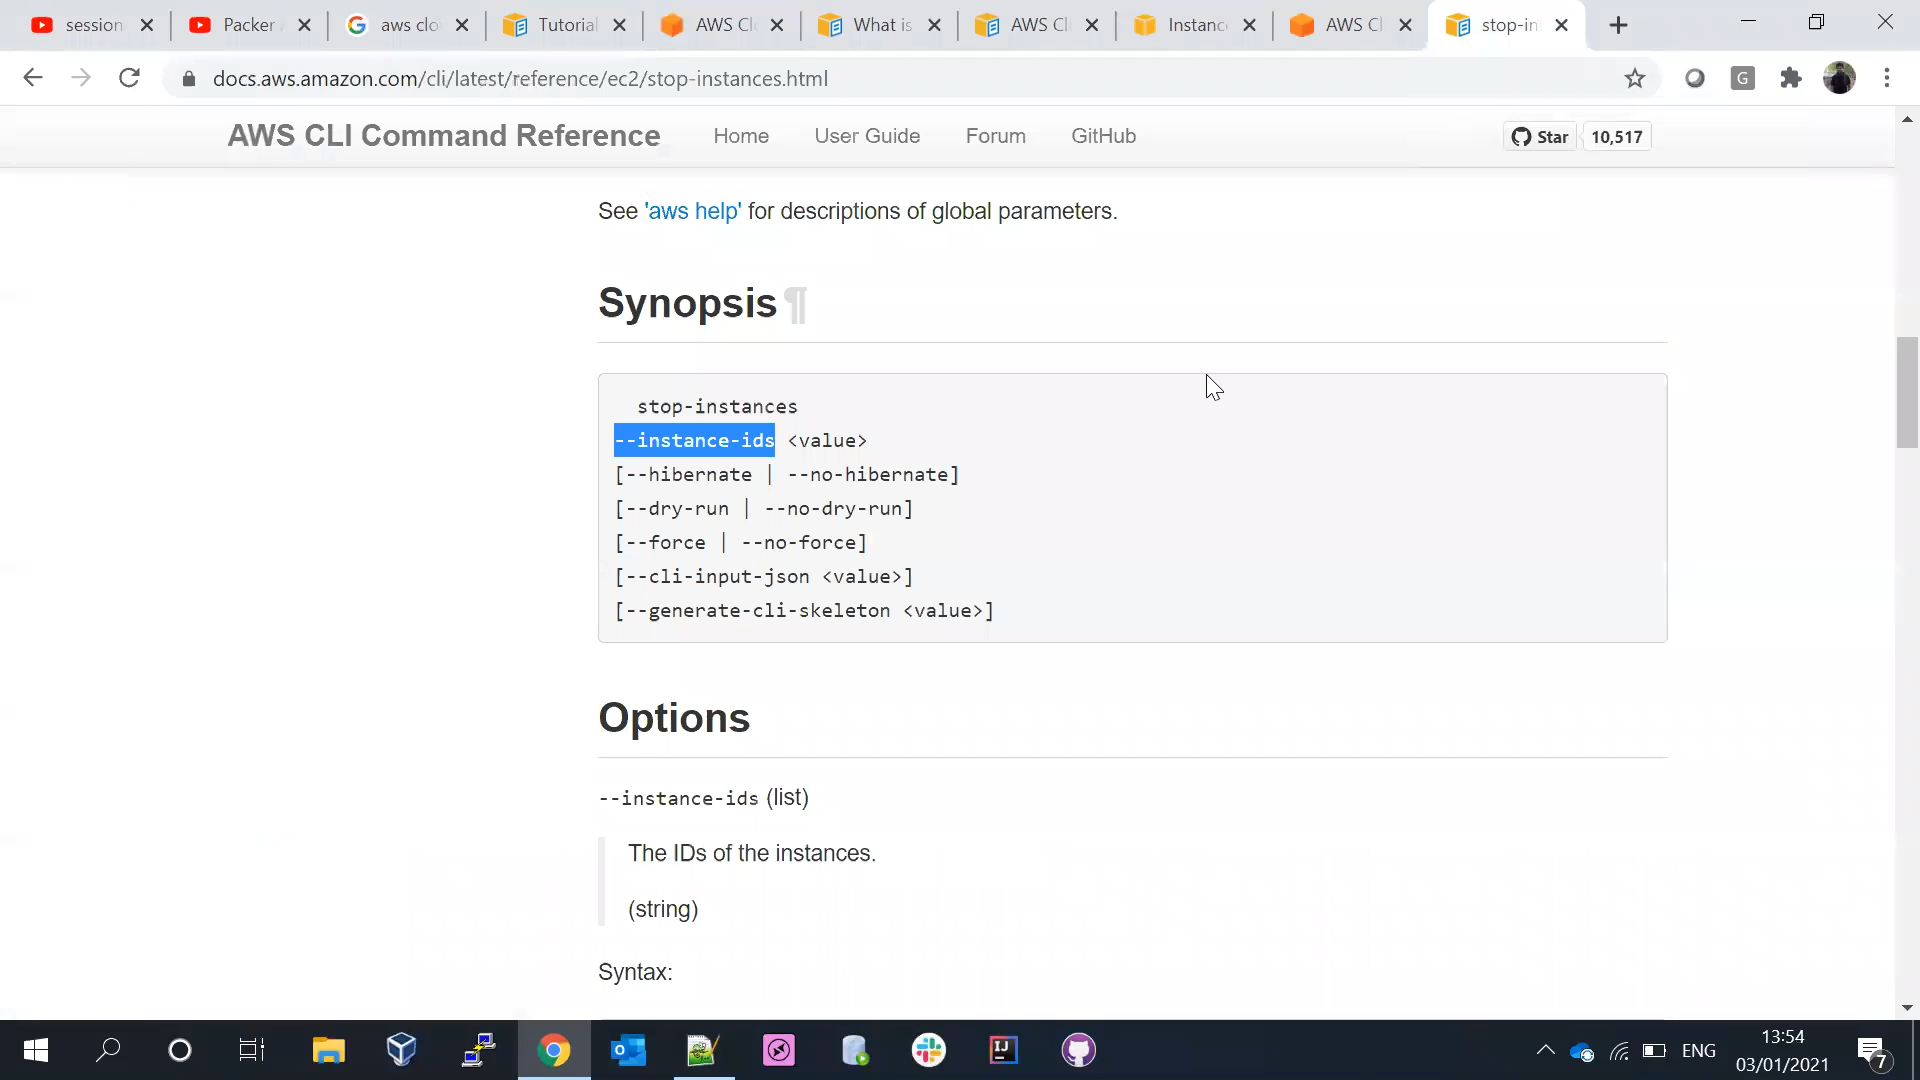 session
Packer
aws clo
Tutorial
AWS Cl
What is
AWS Cl
Instanc
AWS Cl
stop-in
docs.aws.amazon.com/cli/latest/reference/ec2/stop-instances.html
G
AWS CLI Command Reference
Home
User Guide
Forum
GitHub
Star
10,517
See 'aws help' for descriptions of global parameters.
Synopsis¶
stop-instances
--instance-ids <value>
[--hibernate | --no-hibernate]
[--dry-run | --no-dry-run]
[--force | --no-force]
[--cli-input-json <value>]
[--generate-cli-skeleton <value>]
Options
--instance-ids (list)
The IDs of the instances.
(string)
Syntax:
ENG
13:54
03/01/2021
7